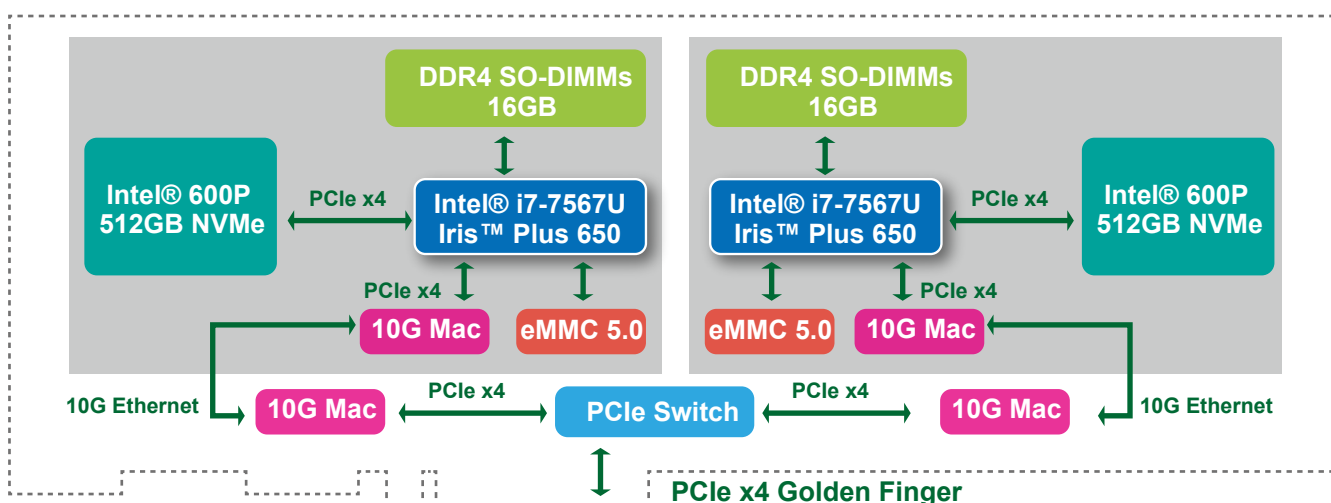 DDR4 SO-DIMMs
16GB
DDR4 SO-DIMMs
16GB
Intel® 600P
512GB NVMe
PCIe x4
Intel® i7-7567U
Iris™ Plus 650
Intel® i7-7567U
Iris™ Plus 650
PCIe x4
Intel® 600P
512GB NVMe
PCIe x4
PCIe x4
10G Mac
eMMC 5.0
eMMC 5.0
10G Mac
10G Ethernet
10G Mac
PCIe x4
PCIe Switch
PCIe x4
10G Mac
10G Ethernet
PCIe x4 Golden Finger